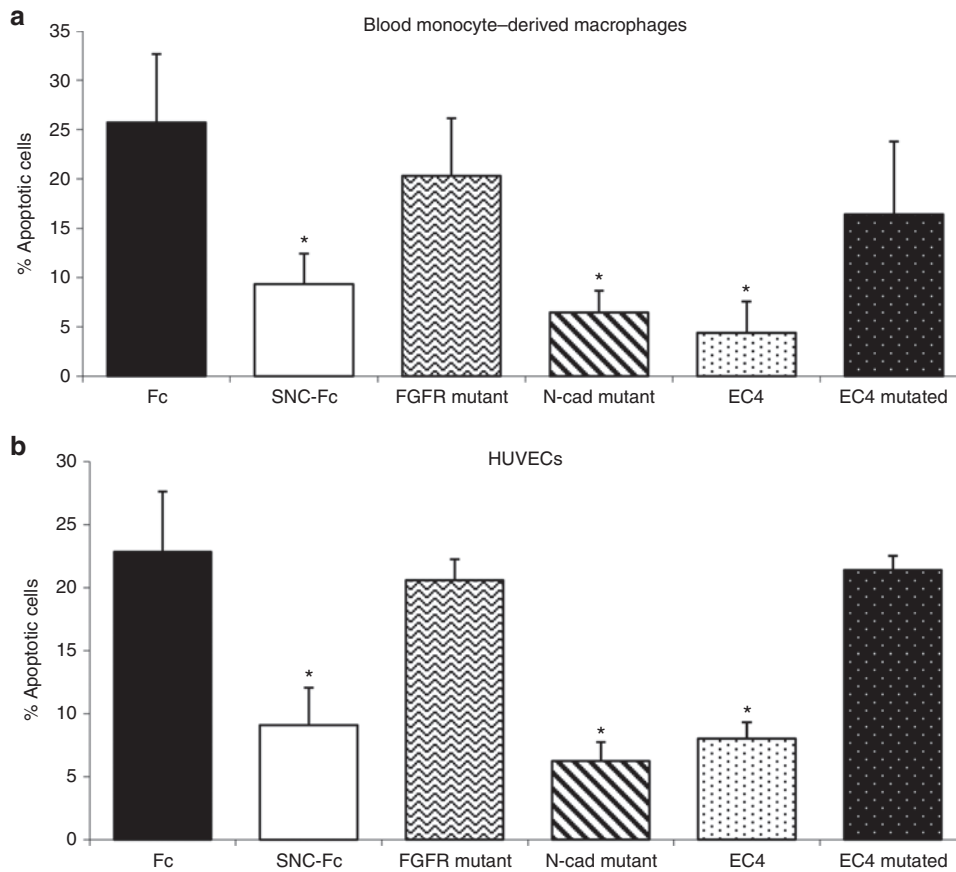 a
Blood monocyte–derived macrophages
% Apoptotic cells
35
30
25
20
15
10
5
0
*
*
*
Fc SNC-Fc FGFR mutant N-cad mutant EC4 EC4 mutated
b
HUVECs
% Apoptotic cells
30
25
20
15
10
5
0
*
*
*
Fc SNC-Fc FGFR mutant N-cad mutant EC4 EC4 mutated